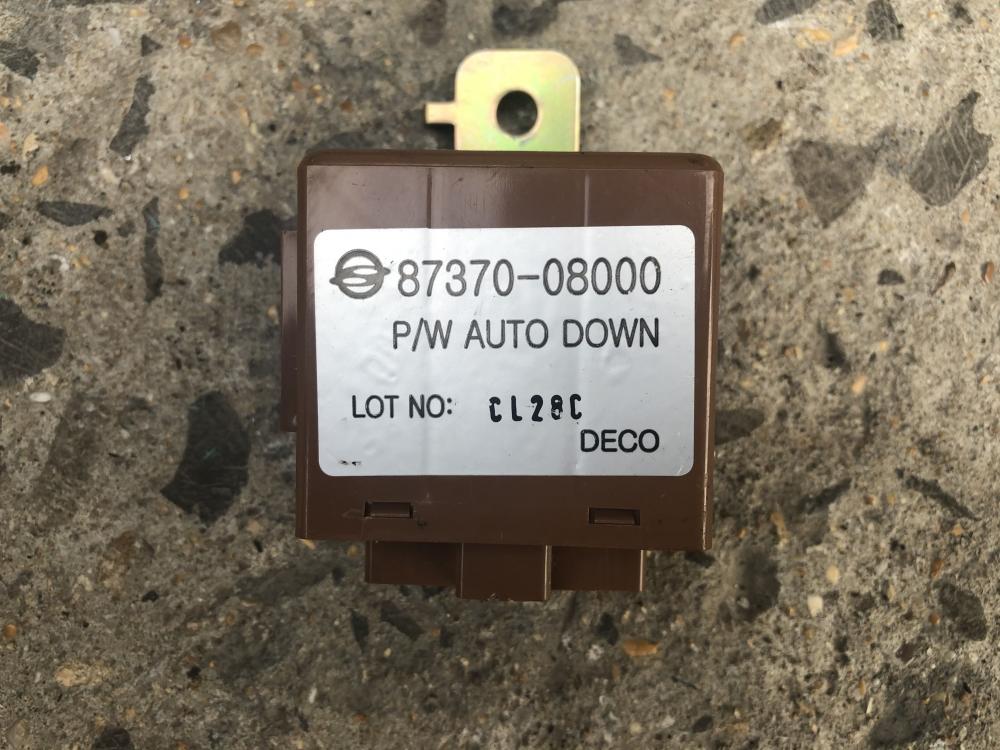 87370-08000
P/W AUTO DOWN
LOT NO: CL28C
DECO